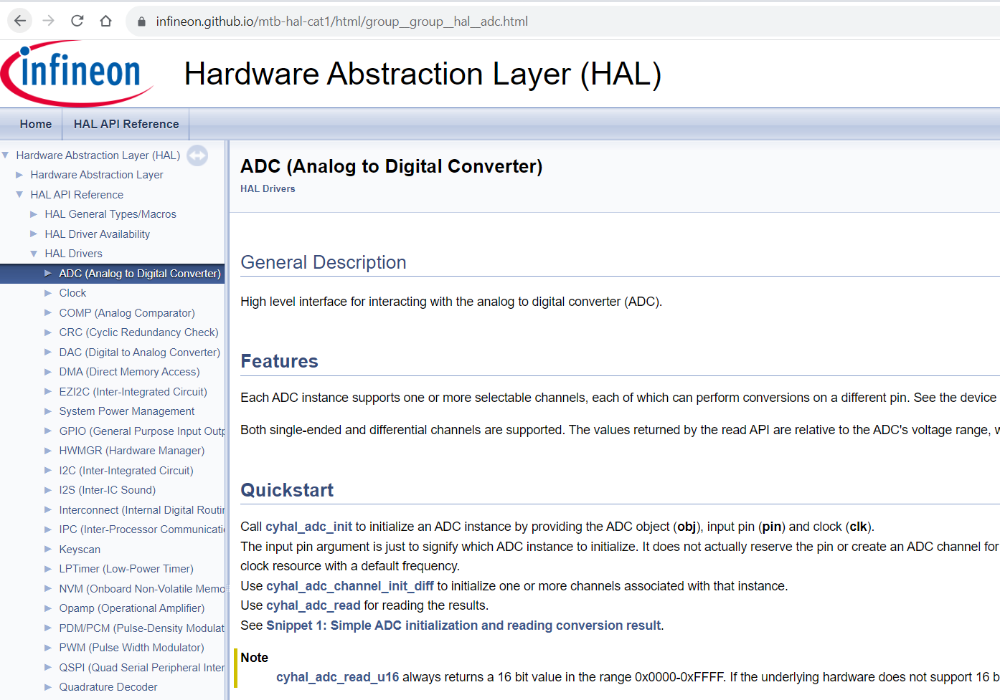 infineon.github.io/mtb-hal-cat1/html/group__group__hal__adc.html
infineon
Hardware Abstraction Layer (HAL)
Home
HAL API Reference
Hardware Abstraction Layer (HAL)
Hardware Abstraction Layer
HAL API Reference
HAL General Types/Macros
HAL Driver Availability
HAL Drivers
ADC (Analog to Digital Converter)
Clock
COMP (Analog Comparator)
CRC (Cyclic Redundancy Check)
DAC (Digital to Analog Converter)
DMA (Direct Memory Access)
EZI2C (Inter-Integrated Circuit)
System Power Management
GPIO (General Purpose Input Outp
HWMGR (Hardware Manager)
I2C (Inter-Integrated Circuit)
I2S (Inter-IC Sound)
Interconnect (Internal Digital Routin
IPC (Inter-Processor Communicatio
Keyscan
LPTimer (Low-Power Timer)
NVM (Onboard Non-Volatile Memo
Opamp (Operational Amplifier)
PDM/PCM (Pulse-Density Modulat
PWM (Pulse Width Modulator)
QSPI (Quad Serial Peripheral Inter
Quadrature Decoder
ADC (Analog to Digital Converter)
HAL Drivers
General Description
High level interface for interacting with the analog to digital converter (ADC).
Features
Each ADC instance supports one or more selectable channels, each of which can perform conversions on a different pin. See the device
Both single-ended and differential channels are supported. The values returned by the read API are relative to the ADC's voltage range, w
Quickstart
Call cyhal_adc_init to initialize an ADC instance by providing the ADC object (obj), input pin (pin) and clock (clk).
The input pin argument is just to signify which ADC instance to initialize. It does not actually reserve the pin or create an ADC channel for
clock resource with a default frequency.
Use cyhal_adc_channel_init_diff to initialize one or more channels associated with that instance.
Use cyhal_adc_read for reading the results.
See Snippet 1: Simple ADC initialization and reading conversion result.
Note
cyhal_adc_read_u16 always returns a 16 bit value in the range 0x0000-0xFFFF. If the underlying hardware does not support 16 b